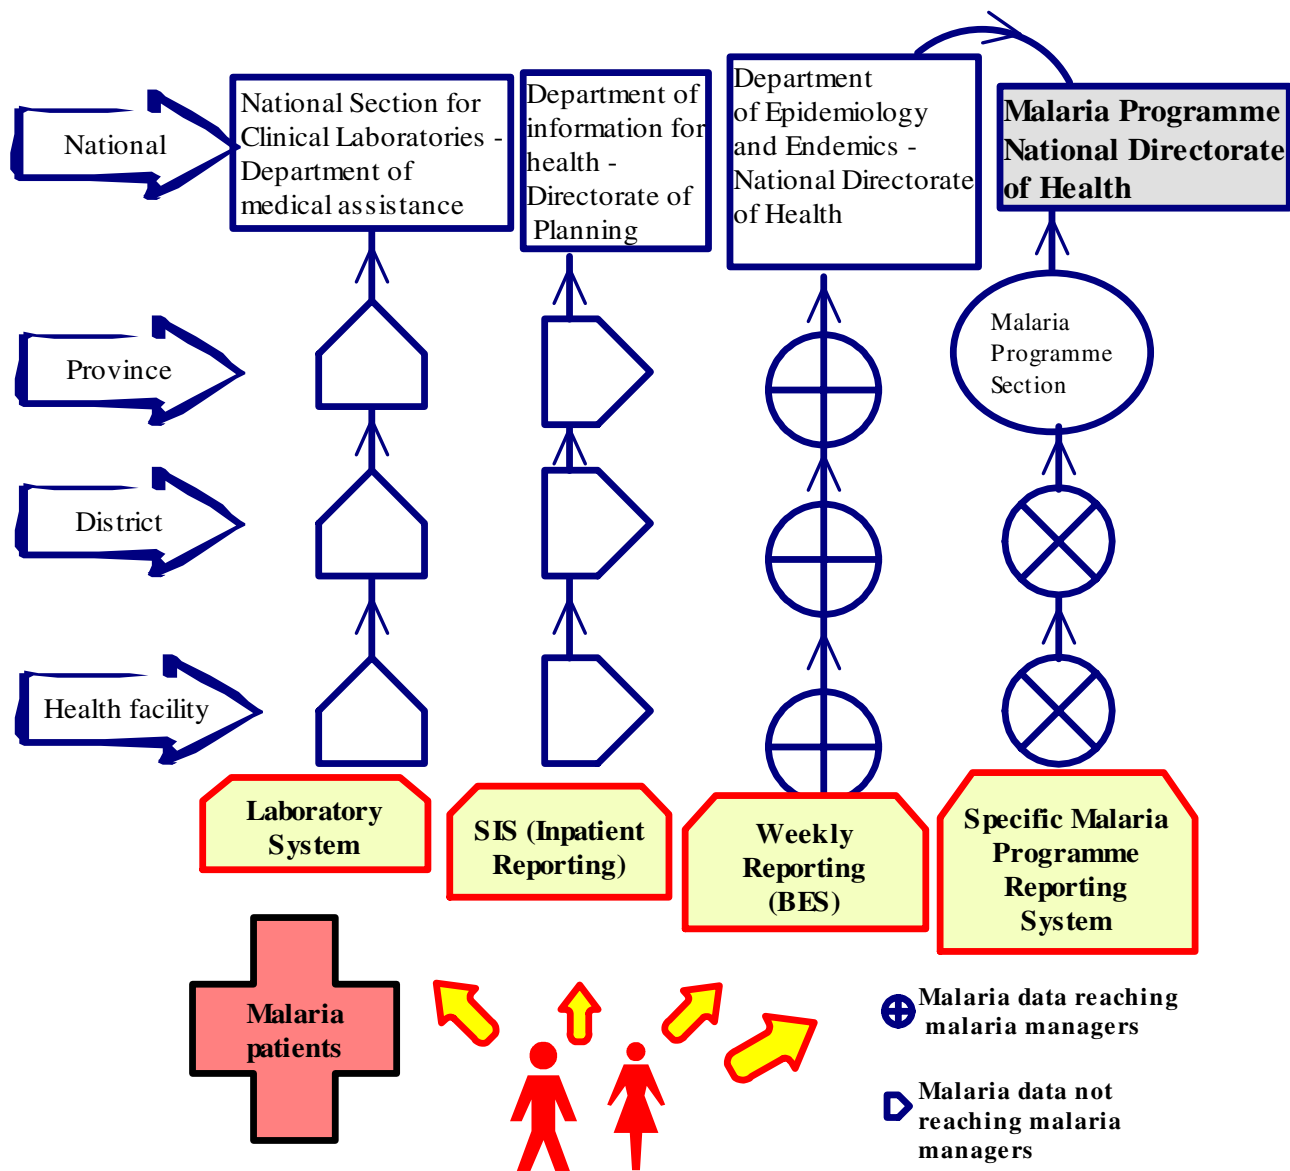 National
National Section for
Clinical Laboratories -
Department of
medical assistance
Department of
information for
health -
Directorate of
Planning
Department
of Epidemiology
and Endemics -
National Directorate
of Health
Malaria Programme
National Directorate
of Health
Province
Malaria
Programme
Section
District
Health facility
Laboratory
System
SIS (Inpatient
Reporting)
Weekly
Reporting
(BES)
Specific Malaria
Programme
Reporting
System
Malaria
patients
Malaria data reaching
malaria managers
Malaria data not
reaching malaria
managers